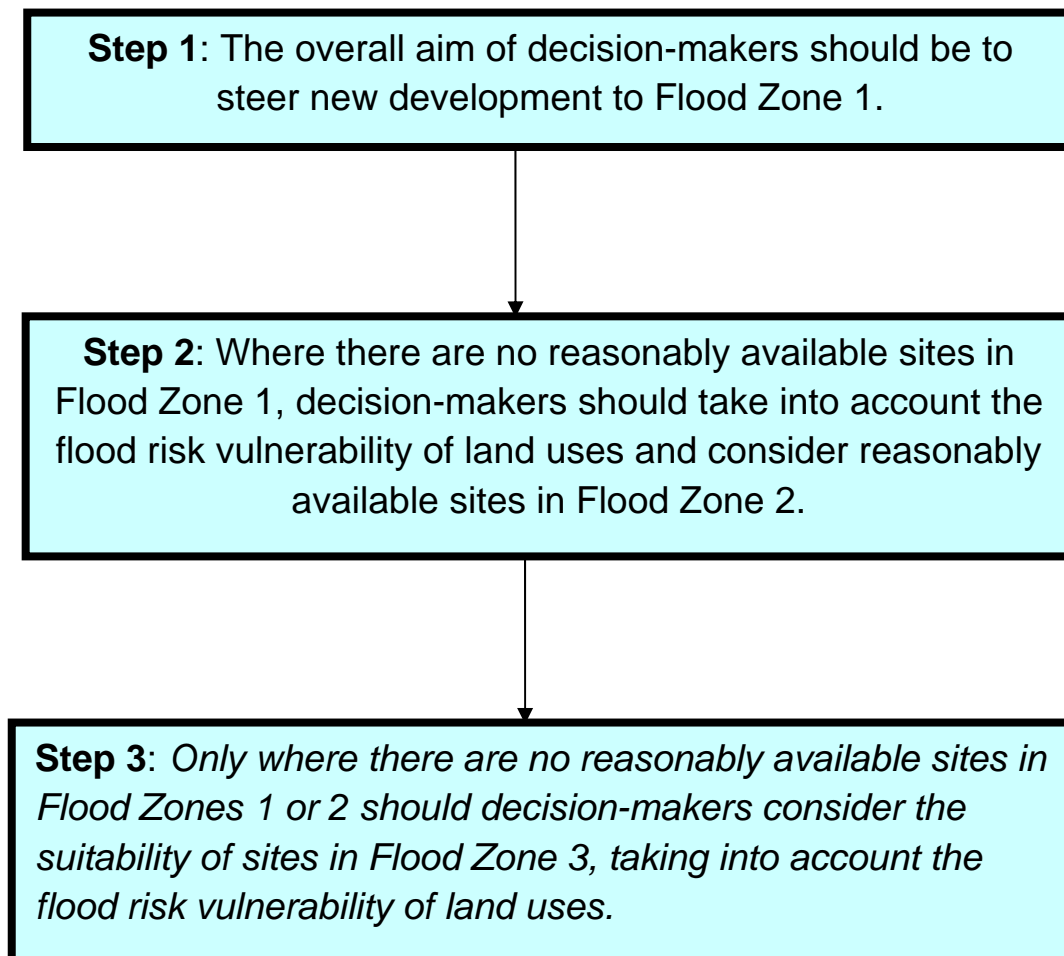 Step 1: The overall aim of decision-makers should be to
steer new development to Flood Zone 1.
Step 2: Where there are no reasonably available sites in
Flood Zone 1, decision-makers should take into account the
flood risk vulnerability of land uses and consider reasonably
available sites in Flood Zone 2.
Step 3: Only where there are no reasonably available sites in
Flood Zones 1 or 2 should decision-makers consider the
suitability of sites in Flood Zone 3, taking into account the
flood risk vulnerability of land uses.